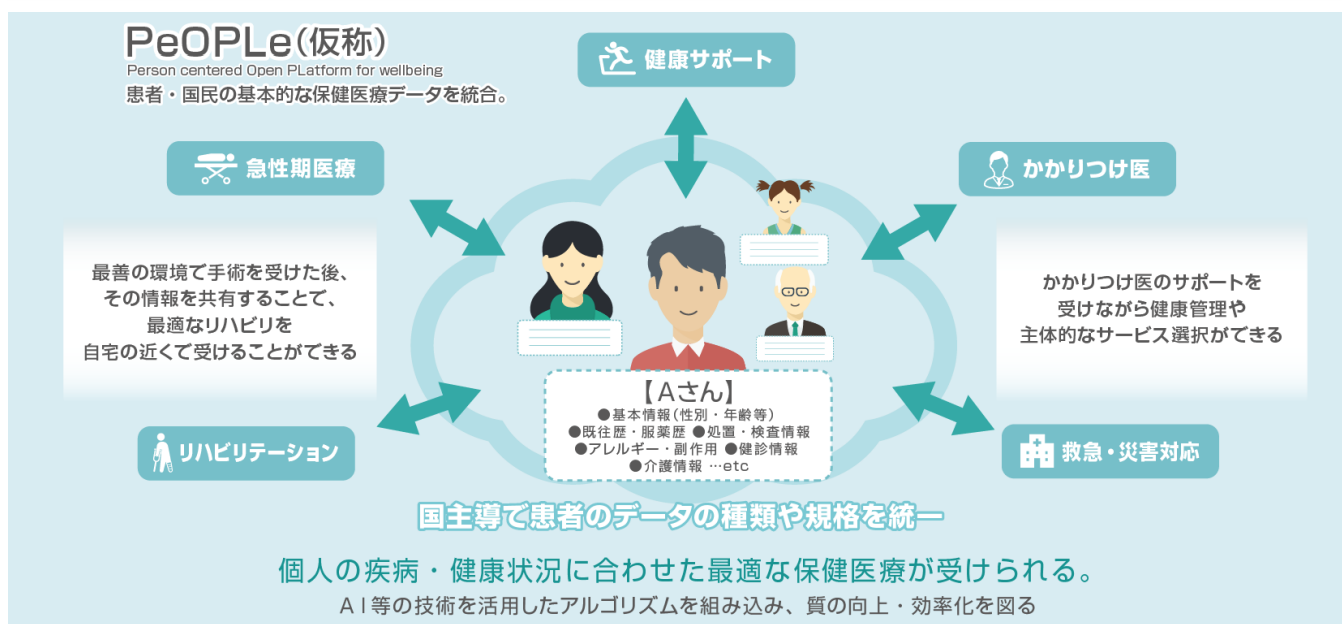 PeOPLe(仮称)
Person centered Open PLatform for wellbeing
患者・国民の基本的な保健医療データを統合。
健康サポート
急性期医療
かかりつけ医
最善の環境で手術を受けた後、
その情報を共有することで、
最適なリハビリを
自宅の近くで受けることができる
かかりつけ医のサポートを
受けながら健康管理や
主体的なサービス選択ができる
【Aさん】
●基本情報(性別・年齢等)
●既往歴・服薬歴 ●処置・検査情報
●アレルギー・副作用 ●健診情報
●介護情報 …etc
リハビリテーション
救急・災害対応
国主導で患者のデータの種類や規格を統一
個人の疾病・健康状況に合わせた最適な保健医療が受けられる。
AI等の技術を活用したアルゴリズムを組み込み、質の向上・効率化を図る